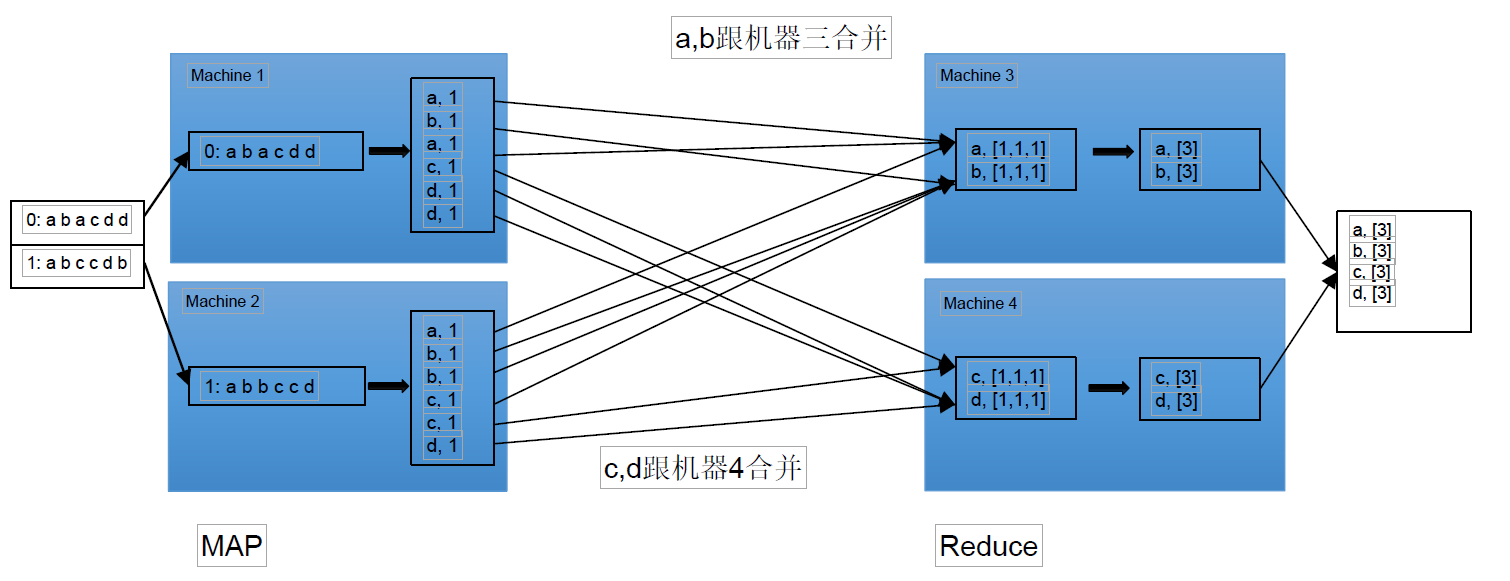 a,b跟机器三合并
Machine 1
a, 1
b, 1
a, 1
c, 1
d, 1
d, 1
0: a b a c d d
0: a b a c d d
1: a b c c d b
Machine 2
1: a b b c c d
a, 1
b, 1
b, 1
c, 1
c, 1
d, 1
Machine 3
a, [1,1,1]
b, [1,1,1]
a, [3]
b, [3]
Machine 4
c, [1,1,1]
d, [1,1,1]
c, [3]
d, [3]
a, [3]
b, [3]
c, [3]
d, [3]
c,d跟机器4合并
MAP
Reduce